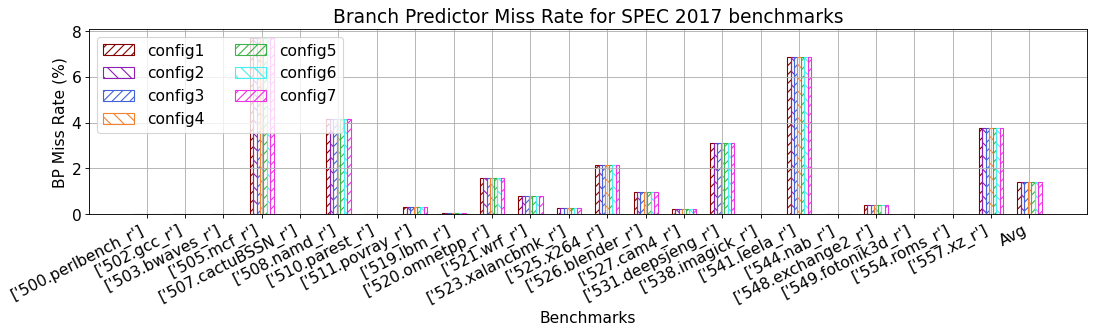 Branch Predictor Miss Rate for SPEC 2017 benchmarks
BP Miss Rate (%)
8
6
4
2
0
config1
config2
config3
config4
config5
config6
config7
['500.perlbench_r']
['502.gcc_r']
['503.bwaves_r']
['505.mcf_r']
['507.cactuBSSN_r']
['508.namd_r']
['510.parest_r']
['511.povray_r']
['519.lbm_r']
['520.omnetpp_r']
['521.wrf_r']
['523.xalancbmk_r']
['525.x264_r']
['526.blender_r']
['527.cam4_r']
['531.deepsjeng_r']
['538.imagick_r']
['541.leela_r']
['544.nab_r']
['548.exchange2_r']
['549.fotonik3d_r']
['554.roms_r']
['557.xz_r']
Avg
Benchmarks